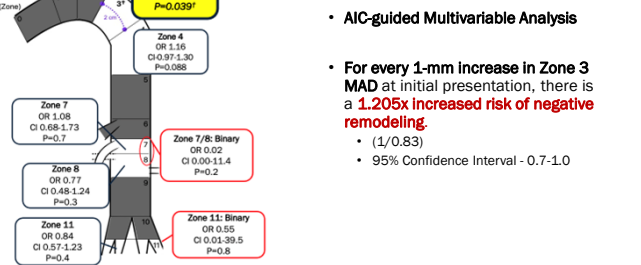 (Zone)
0
3†
P=0.039†
2 cm
Zone 4
OR 1.16
CI-0.97-1.30
P=0.088
5
Zone 7
OR 1.08
CI 0.68-1.73
P=0.7
6
7
8
Zone 7/8: Binary
OR 0.02
CI 0.00-11.4
P=0.2
Zone 8
OR 0.77
CI 0.48-1.24
P=0.3
9
10
Zone 11
OR 0.84
CI 0.57-1.23
P=0.4
11
Zone 11: Binary
OR 0.55
CI 0.01-39.5
P=0.8
• AIC-guided Multivariable Analysis
• For every 1-mm increase in Zone 3
MAD at initial presentation, there is
a 1.205x increased risk of negative
remodeling.
• (1/0.83)
• 95% Confidence Interval - 0.7-1.0